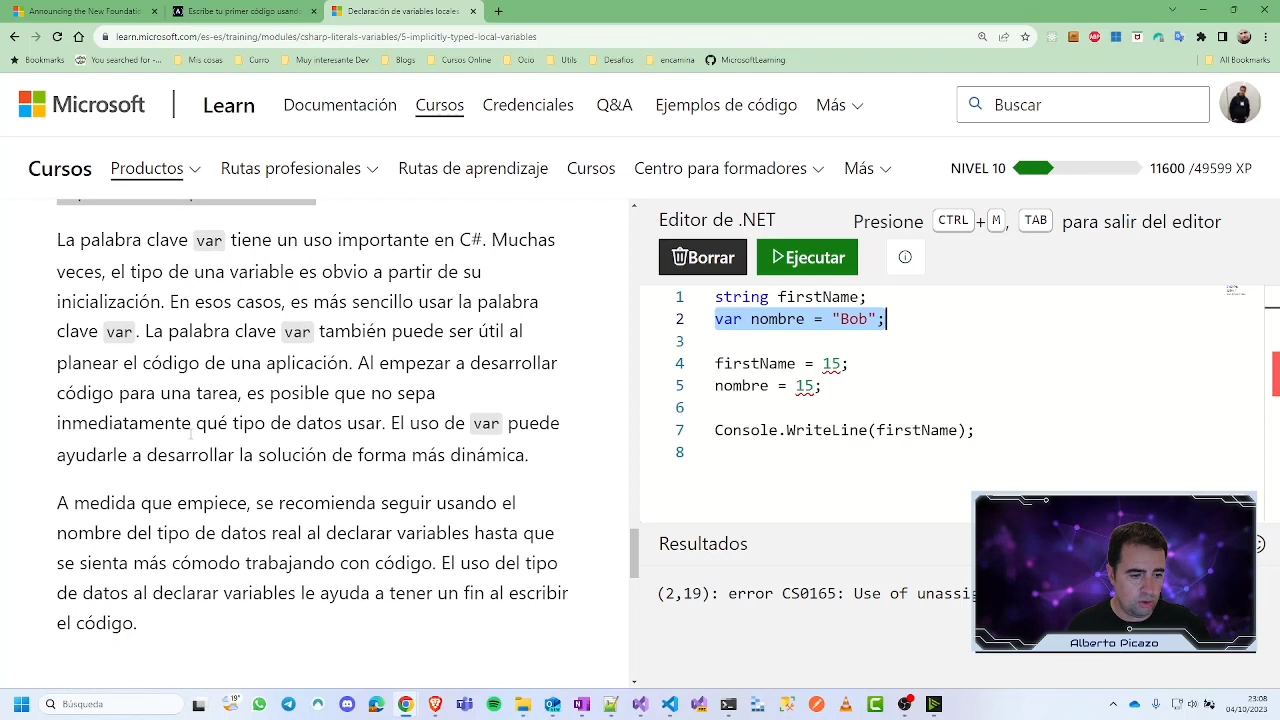 Announcing the New Foundatio
Escribe tu primer código usando
Declaración de variables locales
learn.microsoft.com/es-es/training/modules/csharp-literals-variables/5-implicitly-typed-local-variables
Bookmarks
You searched for -...
Mis cosas
Curro
Muy interesante Dev
Blogs
Cursos Online
Ocio
Utils
Desafios
encamina
MicrosoftLearning
All Bookmarks
Microsoft
Learn
Documentación
Cursos
Credenciales
Q&A
Ejemplos de código
Más
Buscar
Cursos
Productos
Rutas profesionales
Rutas de aprendizaje
Cursos
Centro para formadores
Más
NIVEL 10
11600 /49599 XP
La palabra clave var tiene un uso importante en C#. Muchas
veces, el tipo de una variable es obvio a partir de su
inicialización. En esos casos, es más sencillo usar la palabra
clave var. La palabra clave var también puede ser útil al
planear el código de una aplicación. Al empezar a desarrollar
código para una tarea, es posible que no sepa
inmediatamente qué tipo de datos usar. El uso de var puede
ayudarle a desarrollar la solución de forma más dinámica.
A medida que empiece, se recomienda seguir usando el
nombre del tipo de datos real al declarar variables hasta que
se sienta más cómodo trabajando con código. El uso del tipo
de datos al declarar variables le ayuda a tener un fin al escribir
el código.
Editor de .NET
Presione CTRL+M, TAB para salir del editor
Borrar
Ejecutar
1 string firstName;
2 var nombre = "Bob";
3
4 firstName = 15;
5 nombre = 15;
6
7 Console.WriteLine(firstName);
8
Resultados
(2,19): error CS0165: Use of unassig
Alberto Picazo
Búsqueda
19°
23:08
04/10/2023